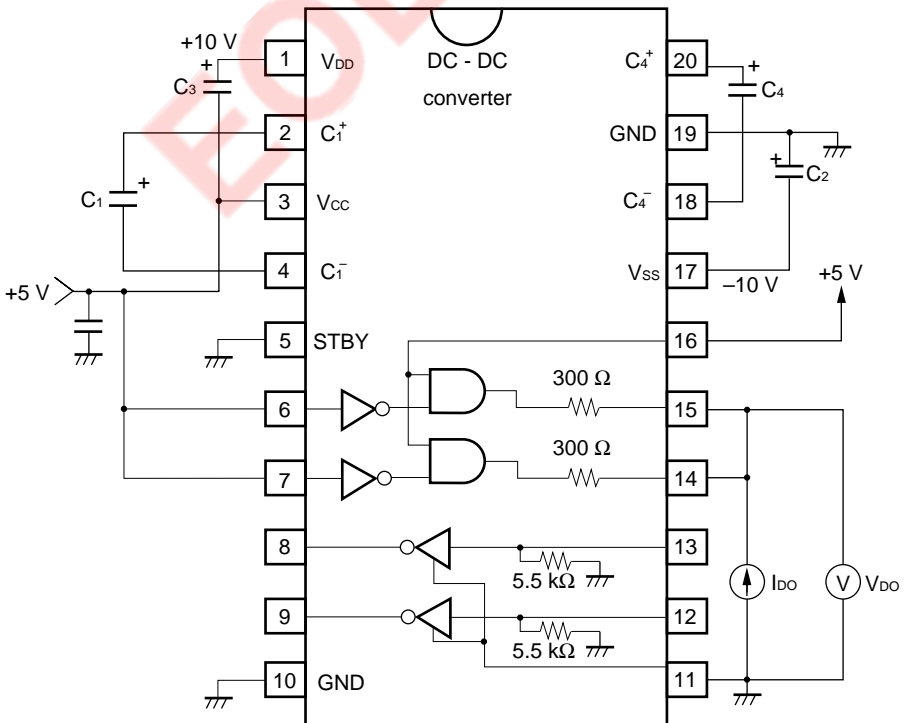 +10 V
C3
1
VDD
DC - DC
converter
C4+
20
C4
2
C1+
GND
19
C1
C2
3
VCC
C4−
18
4
C1−
VSS
17
−10 V
+5 V
+5 V
5
STBY
16
300 Ω
6
15
300 Ω
7
14
8
13
5.5 kΩ
IDO
V
VDO
9
12
5.5 kΩ
10
GND
11